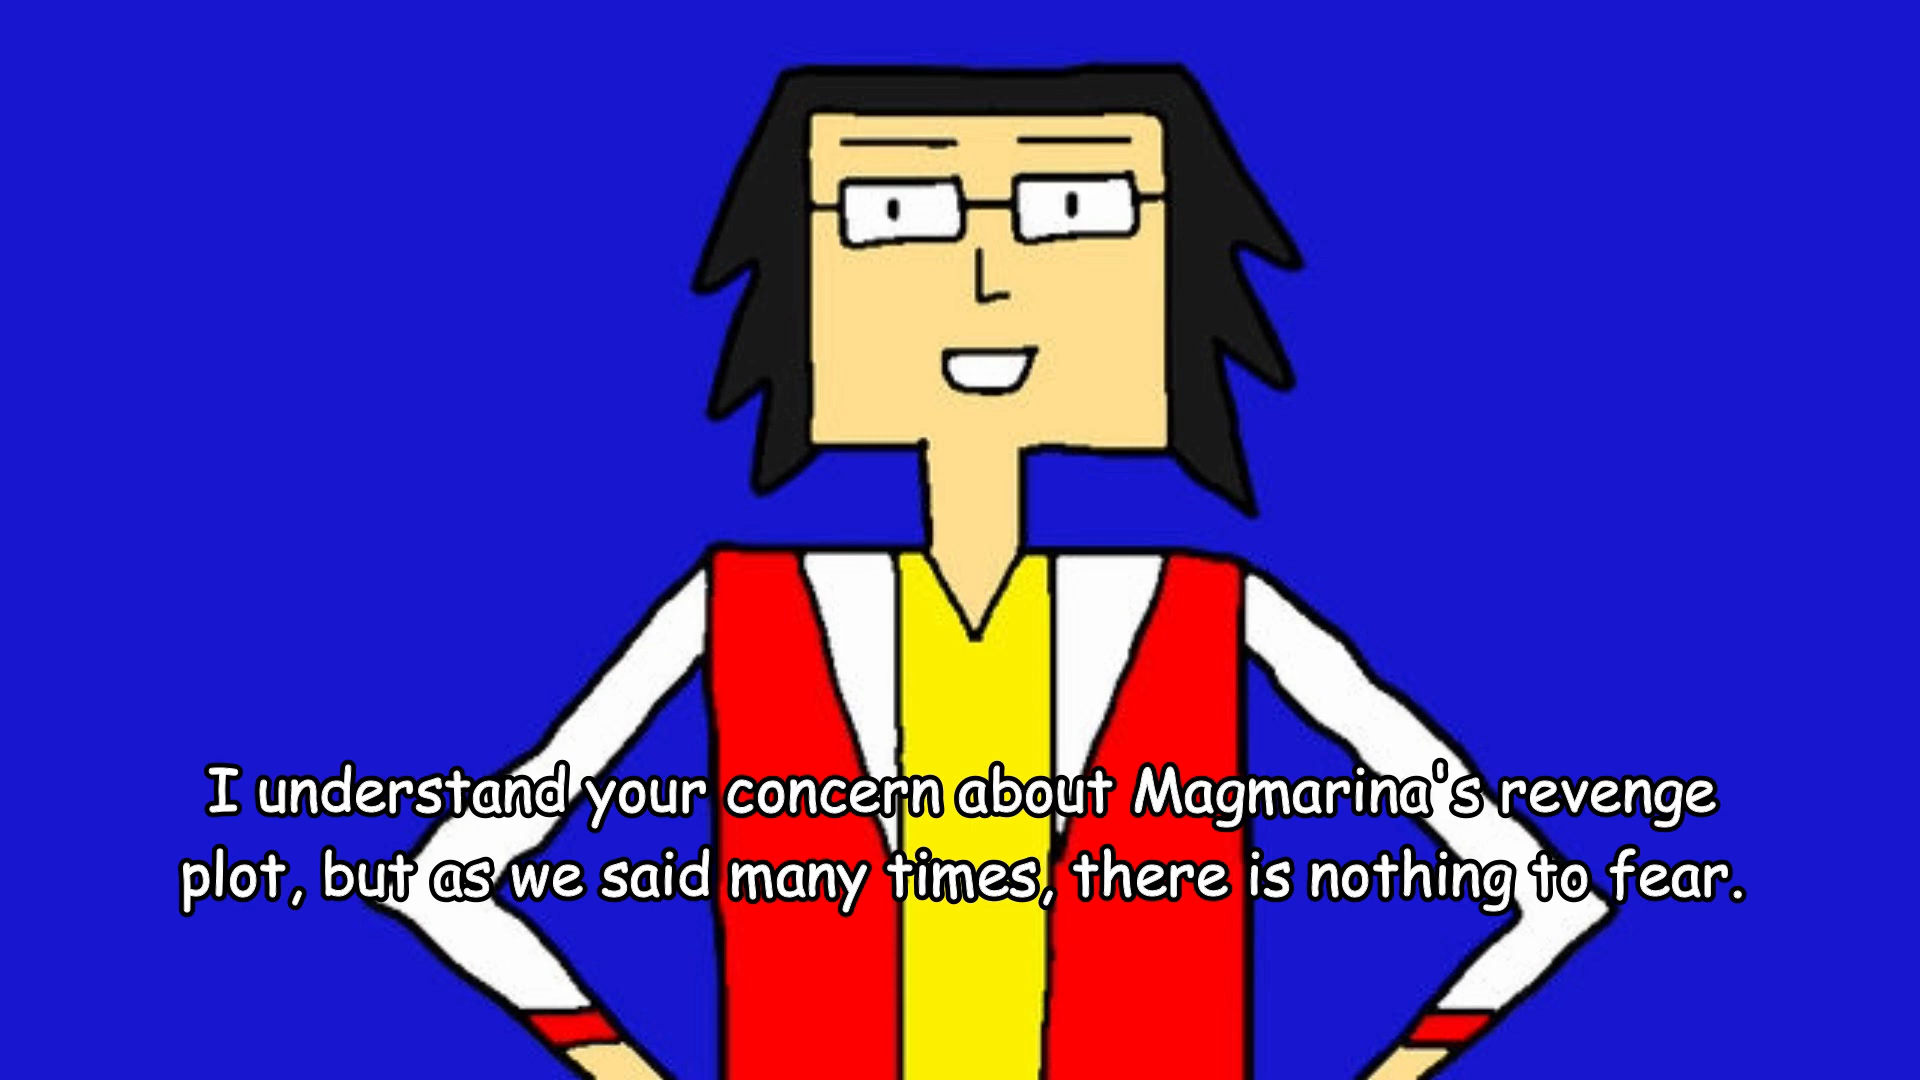 I understand your concern about Magmarina's revenge
plot, but as we said many times, there is nothing to fear.